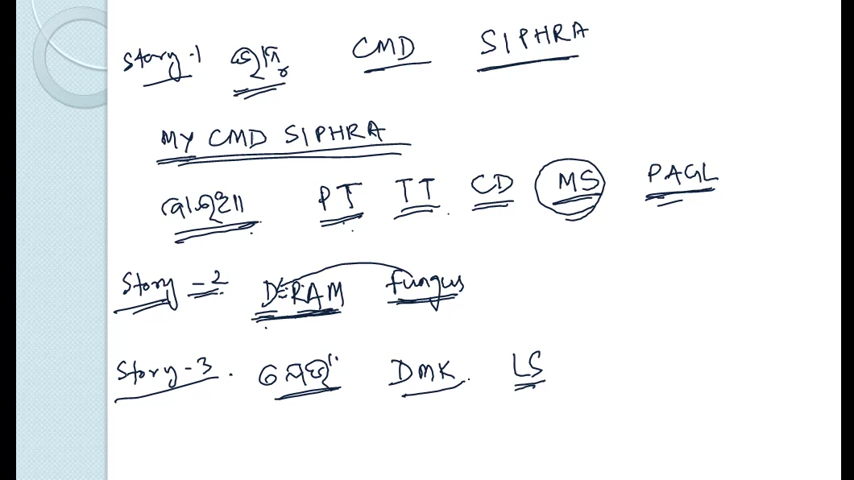 Story-1 CMD SIPHRA
MY CMD SIPHRA
PT TT CD MS PAGL
Story-2 DERAM fungus
Story-3. DMK. LS